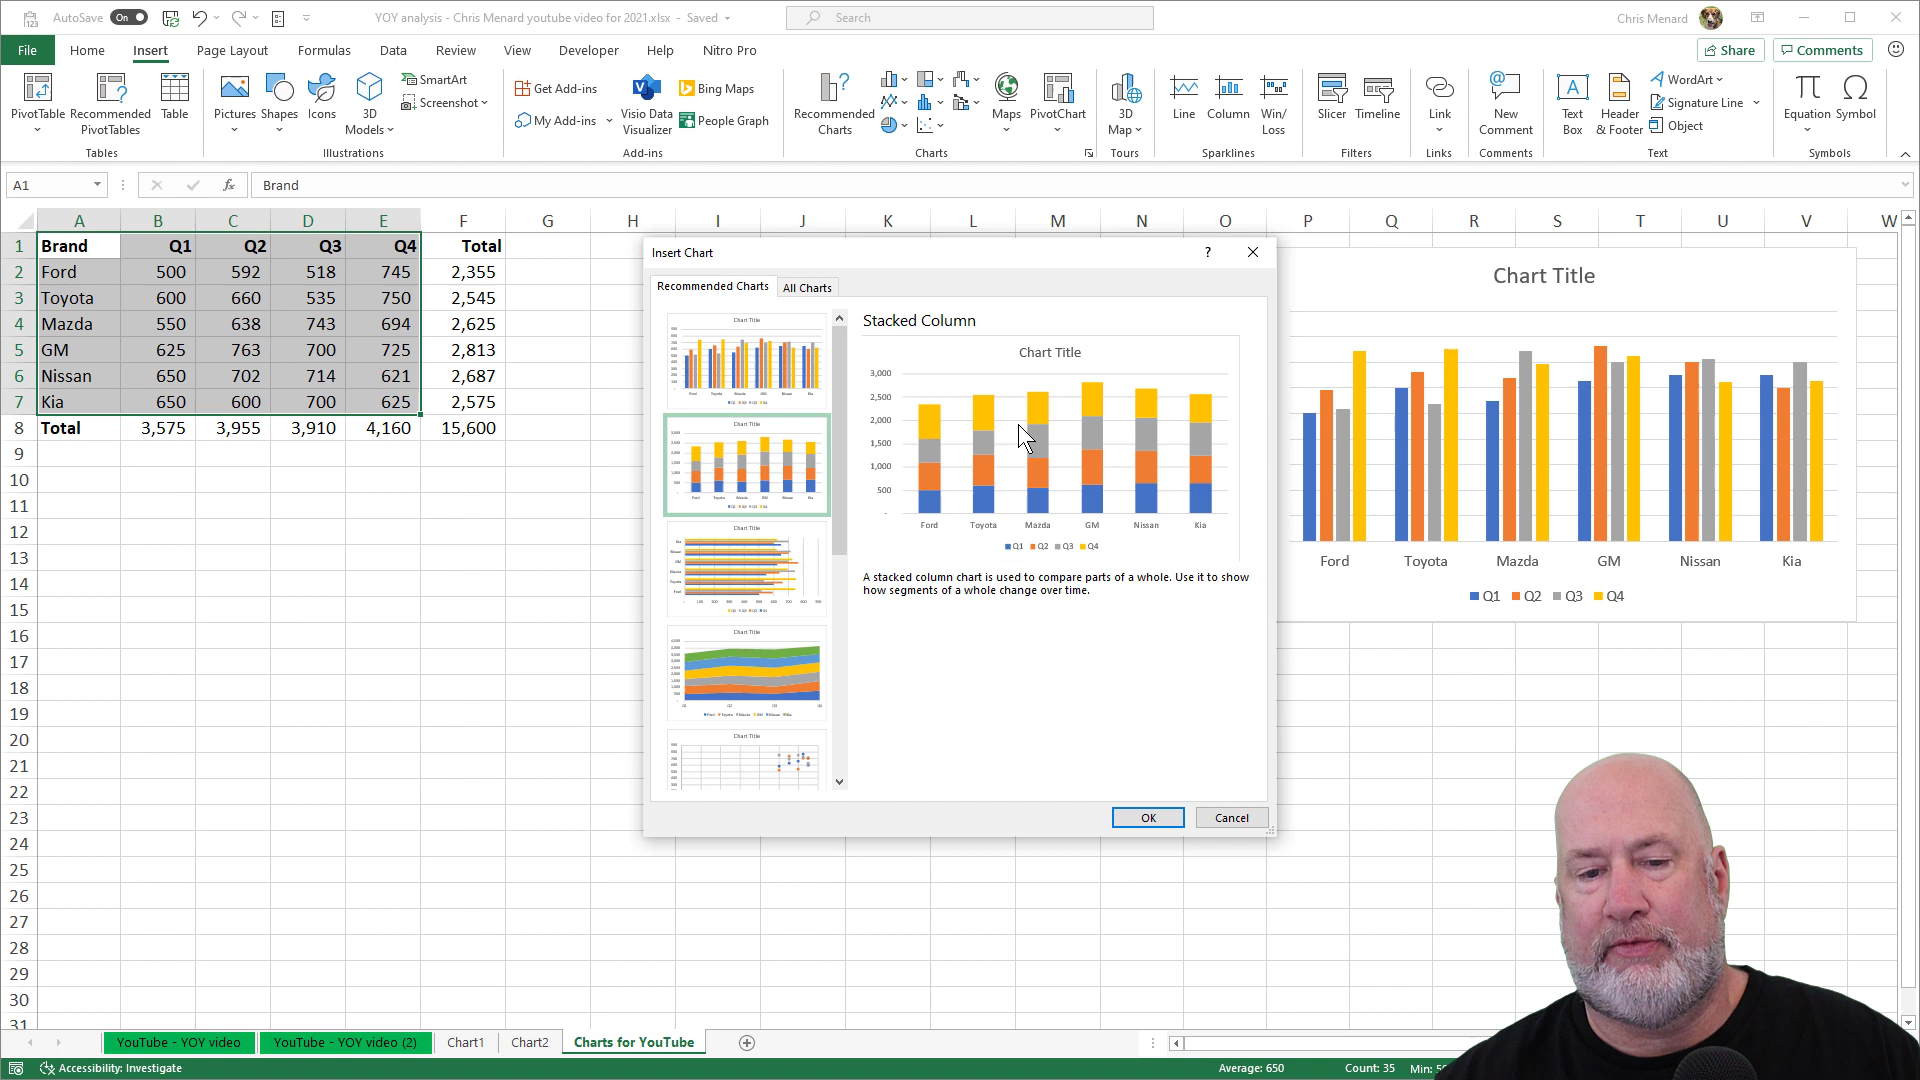 AutoSave On YOY analysis - Chris Menard youtube video for 2021.xlsx - Saved Search Chris Menard
File Home Insert Page Layout Formulas Data Review View Developer Help Nitro Pro Share Comments
PivotTable Recommended PivotTables Table
Tables
Pictures Shapes Icons 3D Models SmartArt Screenshot
Illustrations
Get Add-ins My Add-ins Visio Data Visualizer Bing Maps People Graph
Add-ins
Recommended Charts Maps PivotChart
Charts
3D Map
Tours
Line Column Win/Loss
Sparklines
Slicer Timeline
Filters
Link
Links
New Comment
Comments
Text Box Header & Footer WordArt Signature Line Object
Text
Equation Symbol
Symbols
A1 fx Brand
A B C D E F G H I J K L M N O P Q R S T U V W
1 Brand Q1 Q2 Q3 Q4 Total
2 Ford 500 592 518 745 2,355
3 Toyota 600 660 535 750 2,545
4 Mazda 550 638 743 694 2,625
5 GM 625 763 700 725 2,813
6 Nissan 650 702 714 621 2,687
7 Kia 650 600 700 625 2,575
8 Total 3,575 3,955 3,910 4,160 15,600
9
10
11
12
13
14
15
16
17
18
19
20
21
22
23
24
25
26
27
28
29
30
31
Insert Chart ?
Recommended Charts All Charts
Chart Title
Chart Title
Chart Title
Chart Title
Chart Title
Stacked Column
Chart Title
3,000
2,500
2,000
1,500
1,000
500
-
Ford Toyota Mazda GM Nissan Kia
Q1 Q2 Q3 Q4
A stacked column chart is used to compare parts of a whole. Use it to show
how segments of a whole change over time.
OK Cancel
Chart Title
Ford Toyota Mazda GM Nissan Kia
Q1 Q2 Q3 Q4
YouTube - YOY video YouTube - YOY video (2) Chart1 Chart2 Charts for YouTube
Accessibility: Investigate Average: 650 Count: 35 Min: